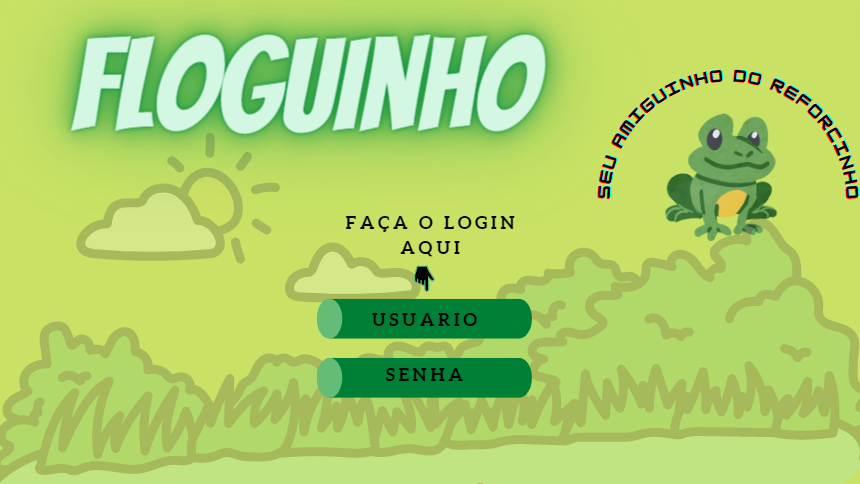 FLOGUINHO
SEU AMIGUINHO DO REFORCINHO
FAÇA O LOGIN
AQUI
USUARIO
SENHA